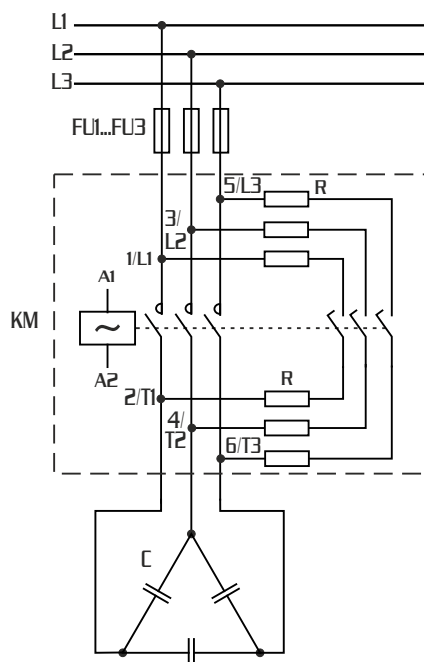 L1
L2
L3
FU1...FU3
5/L3
R
3/
L2
1/L1
A1
KM
~
A2
R
2/T1
4/
T2
6/T3
C